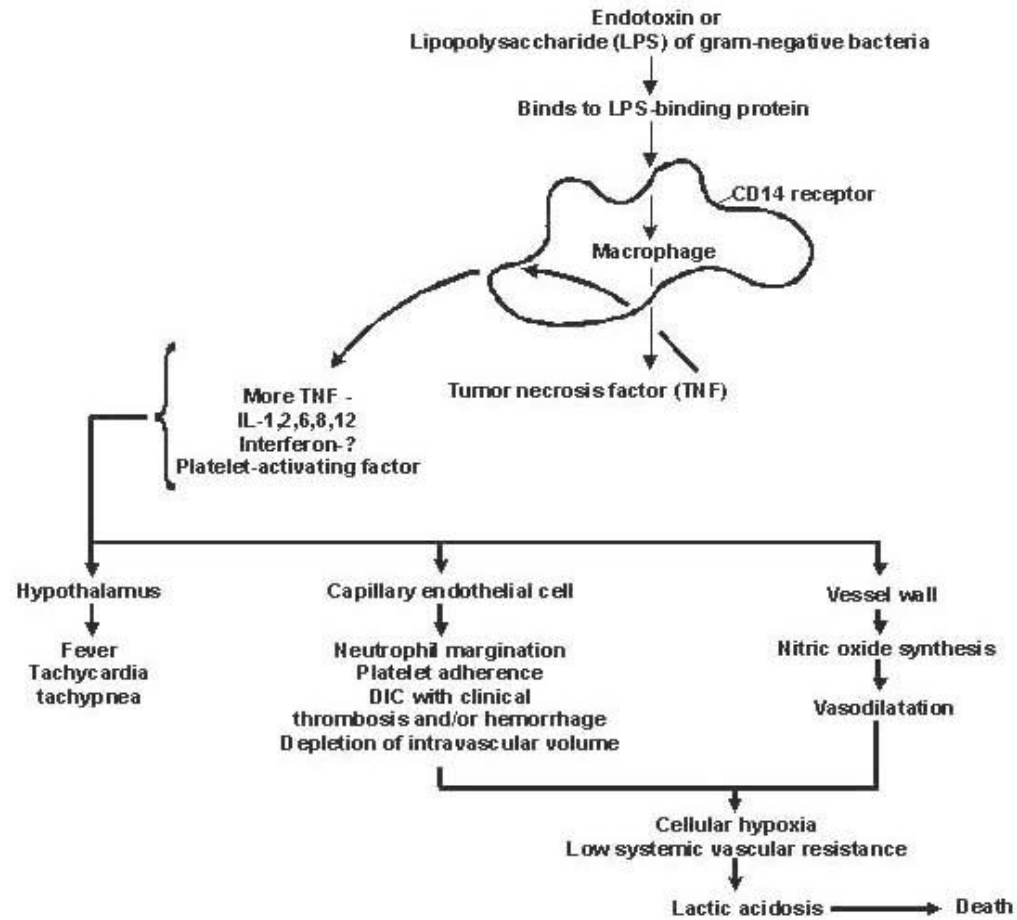 Endotoxin or
Lipopolysaccharide (LPS) of gram-negative bacteria
Binds to LPS-binding protein
CD14 receptor
Macrophage
Tumor necrosis factor (TNF)
More TNF -
IL-1,2,6,8,12
Interferon-?
Platelet-activating factor
Hypothalamus
Fever
Tachycardia
tachypnea
Capillary endothelial cell
Neutrophil margination
Platelet adherence
DIC with clinical
thrombosis and/or hemorrhage
Depletion of intravascular volume
Vessel wall
Nitric oxide synthesis
Vasodilatation
Cellular hypoxia
Low systemic vascular resistance
Lactic acidosis
Death